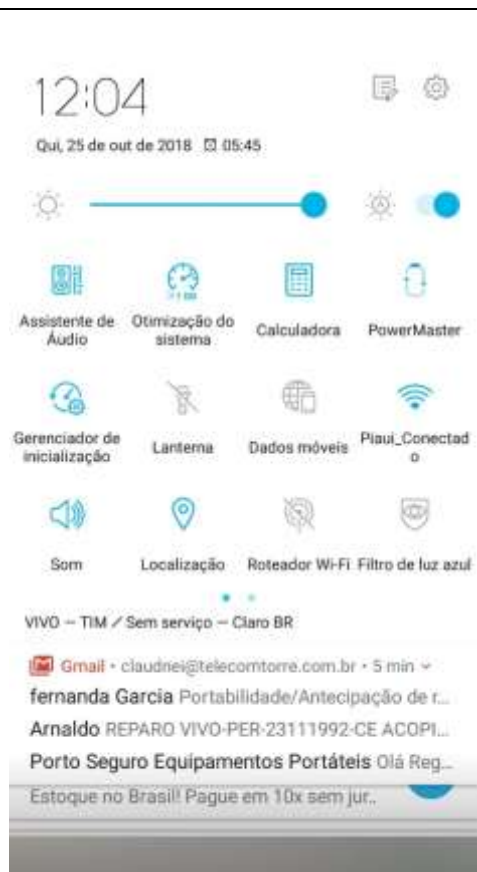 12:04
Qui, 25 de out de 2018 05:45
Assistente de Áudio
Otimização do sistema
Calculadora
PowerMaster
Gerenciador de inicialização
Lanterna
Dados móveis
Piaui_Conectado
Som
Localização
Roteador Wi-Fi
Filtro de luz azul
VIVO — TIM / Sem serviço — Claro BR
Gmail • claudnei@telecomtorre.com.br • 5 min
fernanda Garcia Portabilidade/Antecipação de r...
Arnaldo REPARO VIVO-PER-23111992-CE ACOPI...
Porto Seguro Equipamentos Portáteis Olá Reg...
Estoque no Brasil! Pague em 10x sem jur..